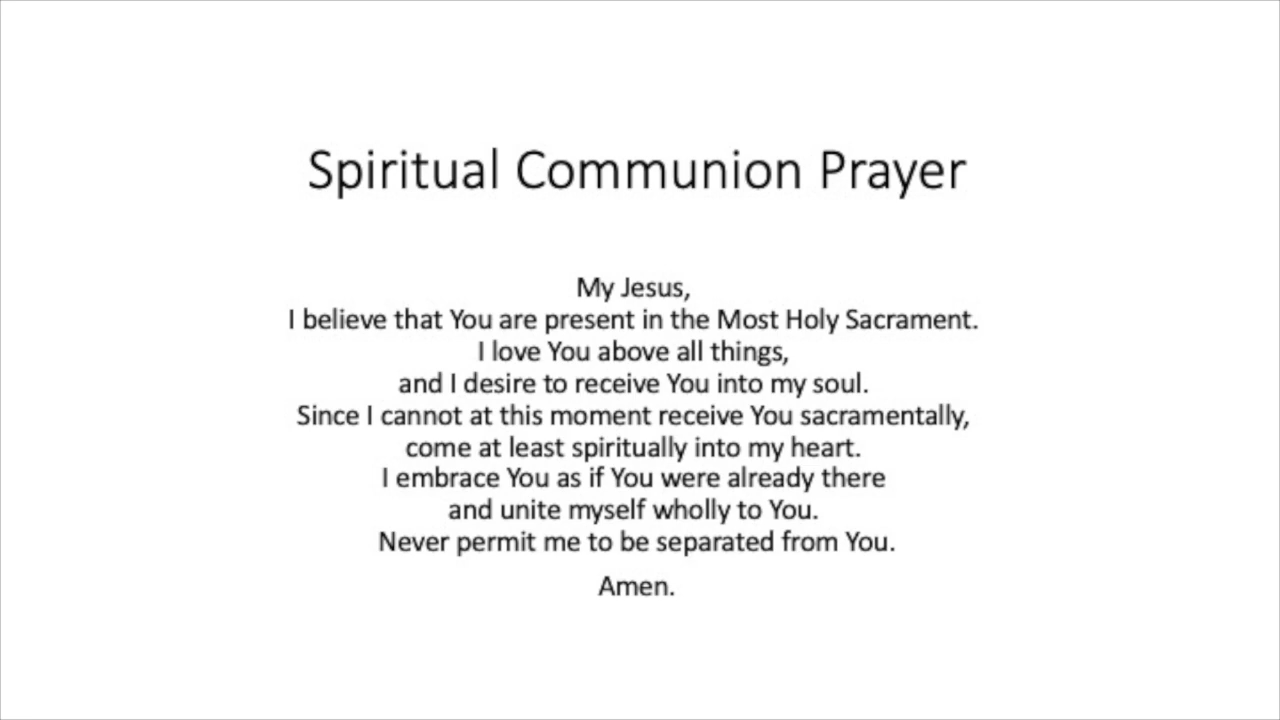 Spiritual Communion Prayer
My Jesus,
I believe that You are present in the Most Holy Sacrament.
I love You above all things,
and I desire to receive You into my soul.
Since I cannot at this moment receive You sacramentally,
come at least spiritually into my heart.
I embrace You as if You were already there
and unite myself wholly to You.
Never permit me to be separated from You.
Amen.